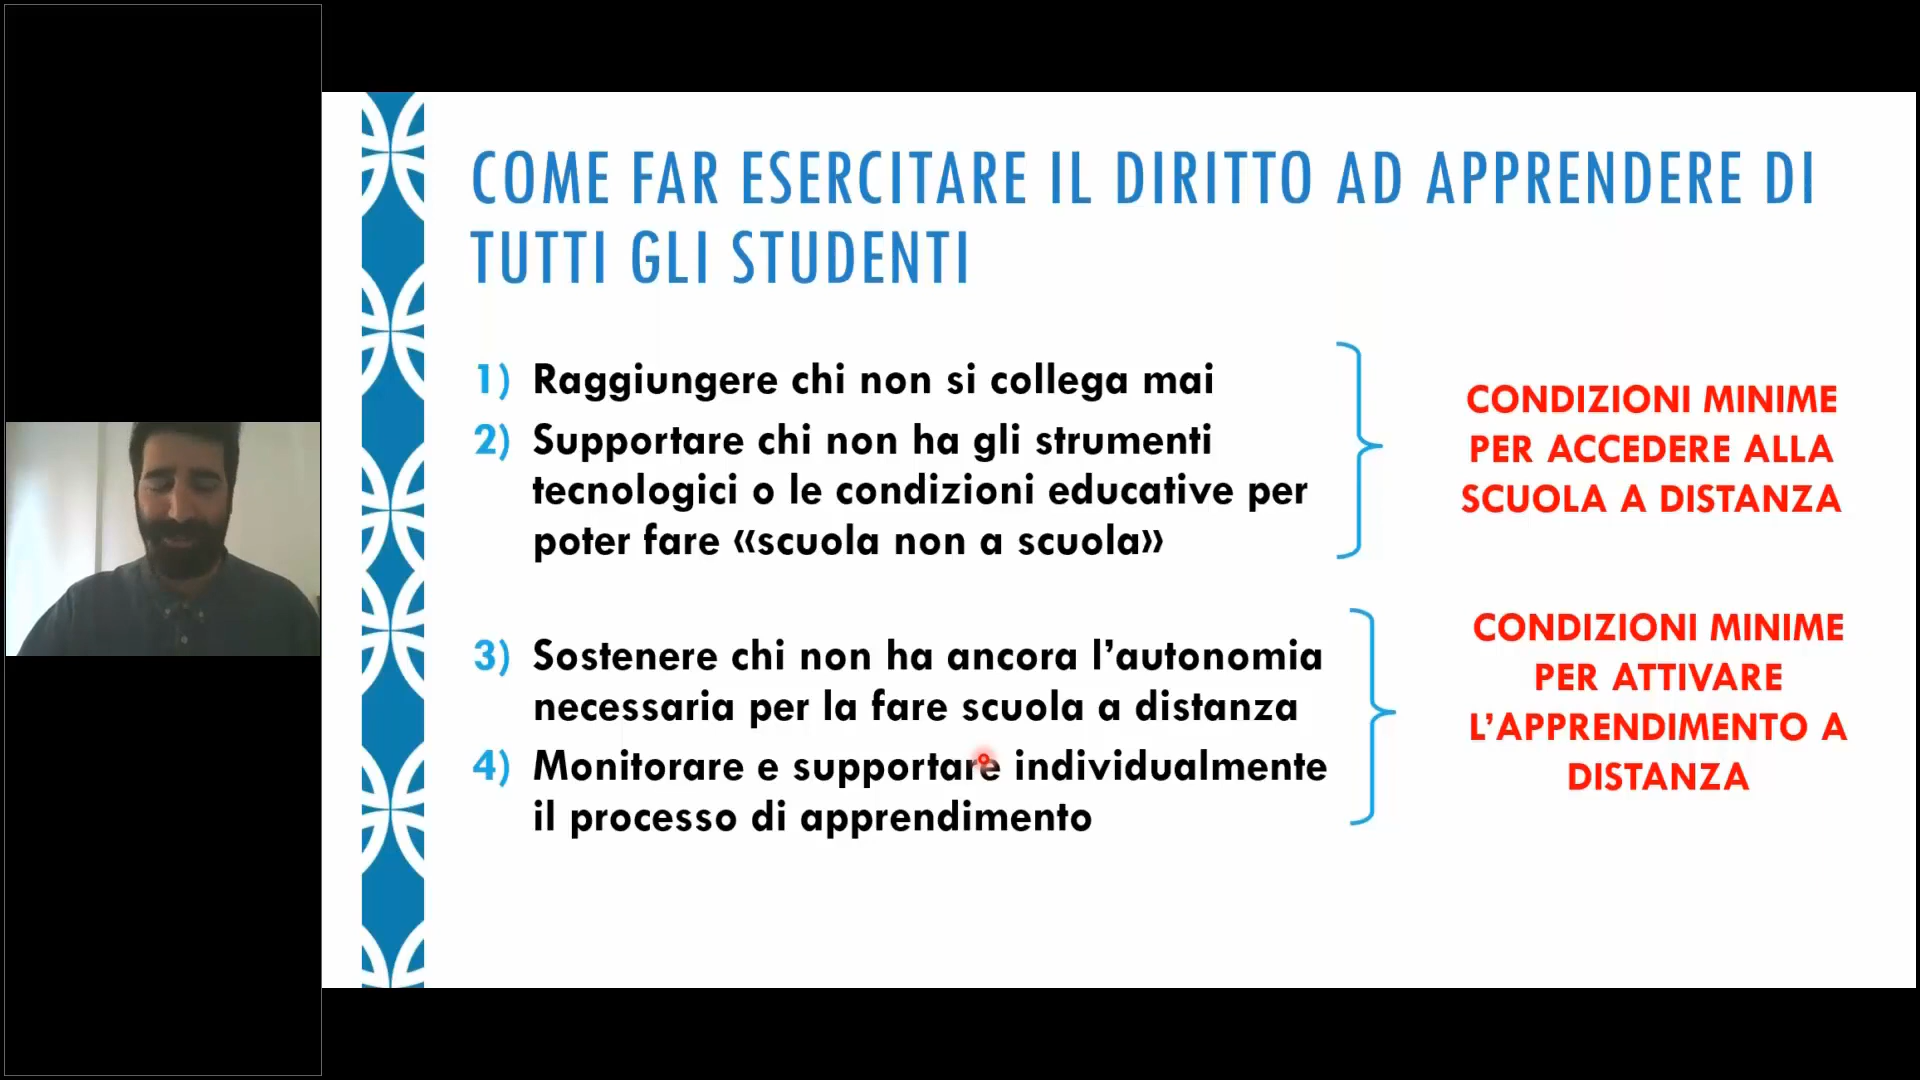 COME FAR ESERCITARE IL DIRITTO AD APPRENDERE DI
TUTTI GLI STUDENTI
1) Raggiungere chi non si collega mai
2) Supportare chi non ha gli strumenti
tecnologici o le condizioni educative per
poter fare «scuola non a scuola»
CONDIZIONI MINIME
PER ACCEDERE ALLA
SCUOLA A DISTANZA
3) Sostenere chi non ha ancora l’autonomia
necessaria per la fare scuola a distanza
4) Monitorare e supportare individualmente
il processo di apprendimento
CONDIZIONI MINIME
PER ATTIVARE
L’APPRENDIMENTO A
DISTANZA